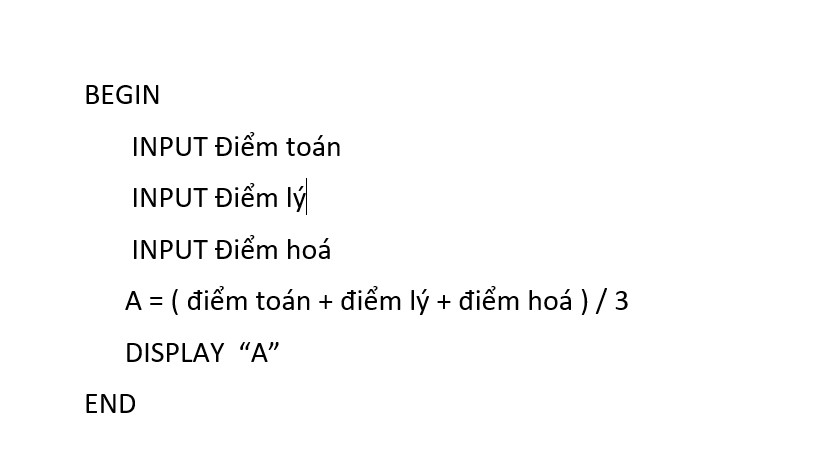 BEGIN
INPUT Điểm toán
INPUT Điểm lý
INPUT Điểm hoá
A = ( điểm toán + điểm lý + điểm hoá ) / 3
DISPLAY “A”
END